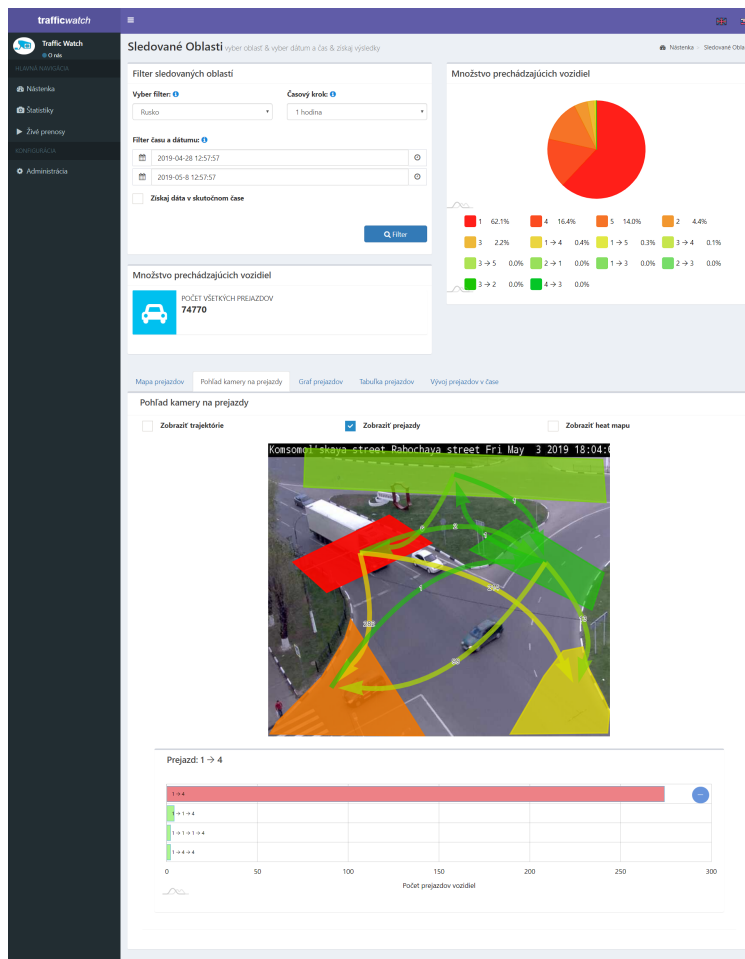 trafficwatch
Traffic Watch
O nás
HLAVNÁ NAVIGÁCIA
Nástenka
Štatistiky
Živé prenosy
KONFIGURÁCIA
Administrácia
Sledované Oblasti vyber oblasť & vyber dátum a čas & získaj výsledky
Nástenka
Sledované Obla
Filter sledovaných oblastí
Vyber filter:
Časový krok:
Rusko
1 hodina
Filter času a dátumu:
2019-04-28 12:57:57
2019-05-8 12:57:57
Získaj dáta v skutočnom čase
Filter
Množstvo prechádzajúcich vozidiel
POČET VŠETKÝCH PREJAZDOV
74770
Množstvo prechádzajúcich vozidiel
1 62.1% 4 16.4% 5 14.0% 2 4.4%
3 2.2% 1 → 4 0.4% 1 → 5 0.3% 3 → 4 0.1%
3 → 5 0.0% 2 → 1 0.0% 1 → 3 0.0% 2 → 3 0.0%
3 → 2 0.0% 4 → 3 0.0%
Mapa prejazdov Pohľad kamery na prejazdy Graf prejazdov Tabuľka prejazdov Vývoj prejazdov v čase
Pohľad kamery na prejazdy
Zobraziť trajektórie Zobraziť prejazdy Zobraziť heat mapu
Komsomol'skaya street Rabochaya street Fri May 3 2019 18:04:
Prejazd: 1 → 4
1 → 4
1 → 1 → 4
1 → 1 → 1 → 4
1 → 4 → 4
0 50 100 150 200 250 300
Počet prejazdov vozidiel